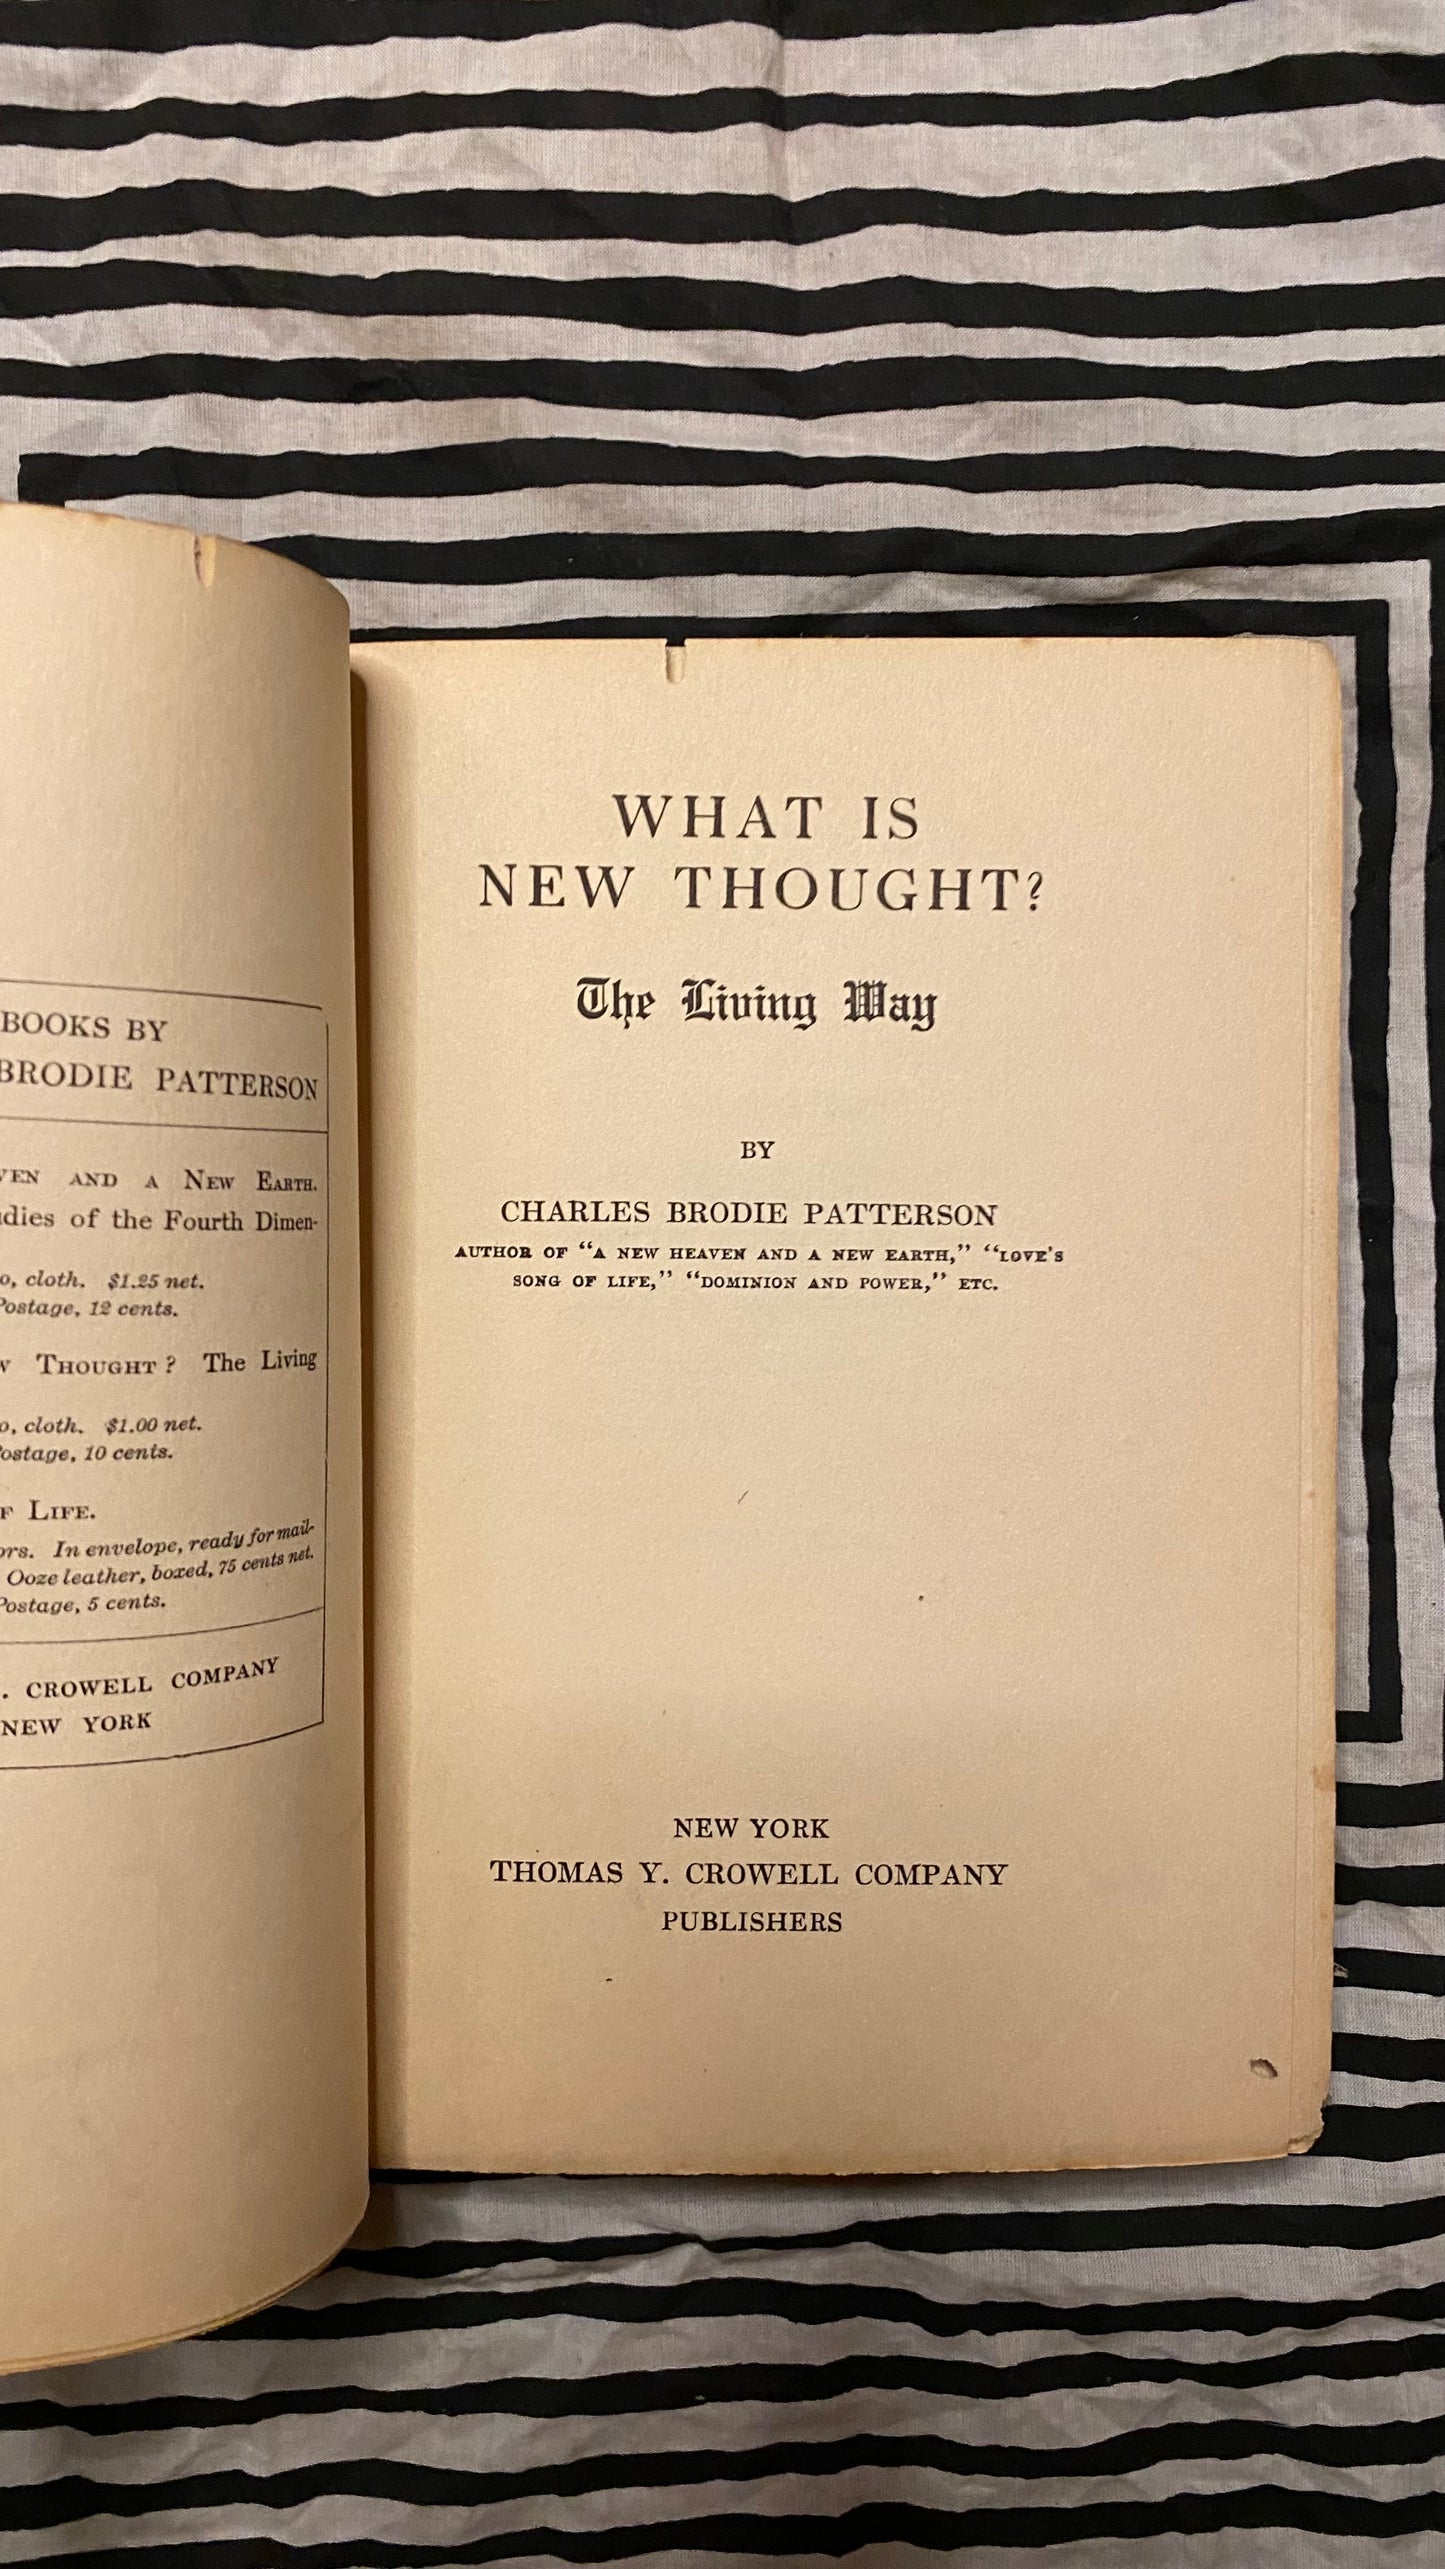 BOOKS BY
BRODIE PATTERSON
AND A NEW EARTH.
of the Fourth Dimen-
cloth. $1.25 net.
Postage, 12 cents.
THOUGHT? The Living
cloth. $1.00 net.
Postage, 10 cents.
LIFE.
In envelope, ready for mail-
Ooze leather, boxed, 75 cents net.
Postage, 5 cents.
. CROWELL COMPANY
NEW YORK
WHAT IS
NEW THOUGHT?
The Living Way
BY
CHARLES BRODIE PATTERSON
AUTHOR OF "A NEW HEAVEN AND A NEW EARTH," "LOVE'S
SONG OF LIFE," "DOMINION AND POWER," ETC.
NEW YORK
THOMAS Y. CROWELL COMPANY
PUBLISHERS